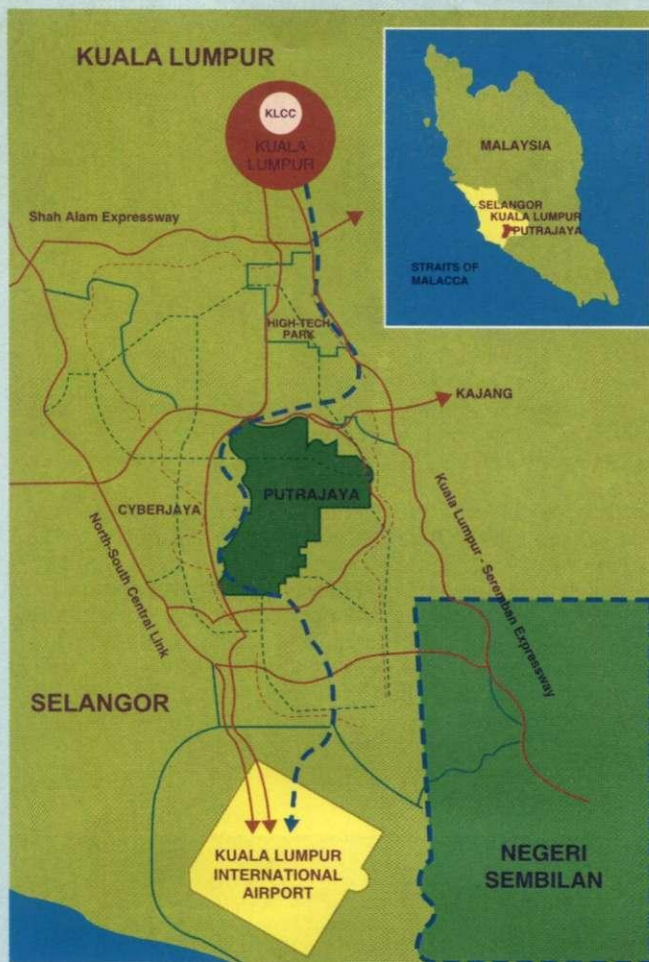 KUALA LUMPUR
KLCC
KUALA
LUMPUR
MALAYSIA
SELANGOR
KUALA LUMPUR
PUTRAJAYA
STRAITS OF
MALACCA
Shah Alam Expressway
HIGH-TECH
PARK
KAJANG
PUTRAJAYA
CYBERJAYA
North-South Central Link
Kuala Lumpur - Seremban Expressway
SELANGOR
KUALA LUMPUR
INTERNATIONAL
AIRPORT
NEGERI
SEMBILAN